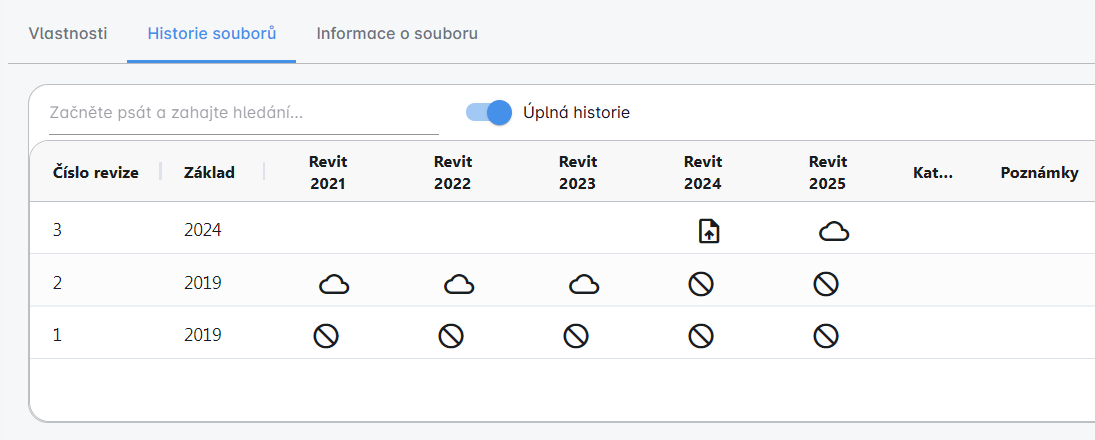 Vlastnosti Historie souborů Informace o souboru
Začněte psát a zahajte hledání... Úplná historie
Číslo revize Základ Revit 2021 Revit 2022 Revit 2023 Revit 2024 Revit 2025 Kat... Poznámky
3 2024
2 2019
1 2019